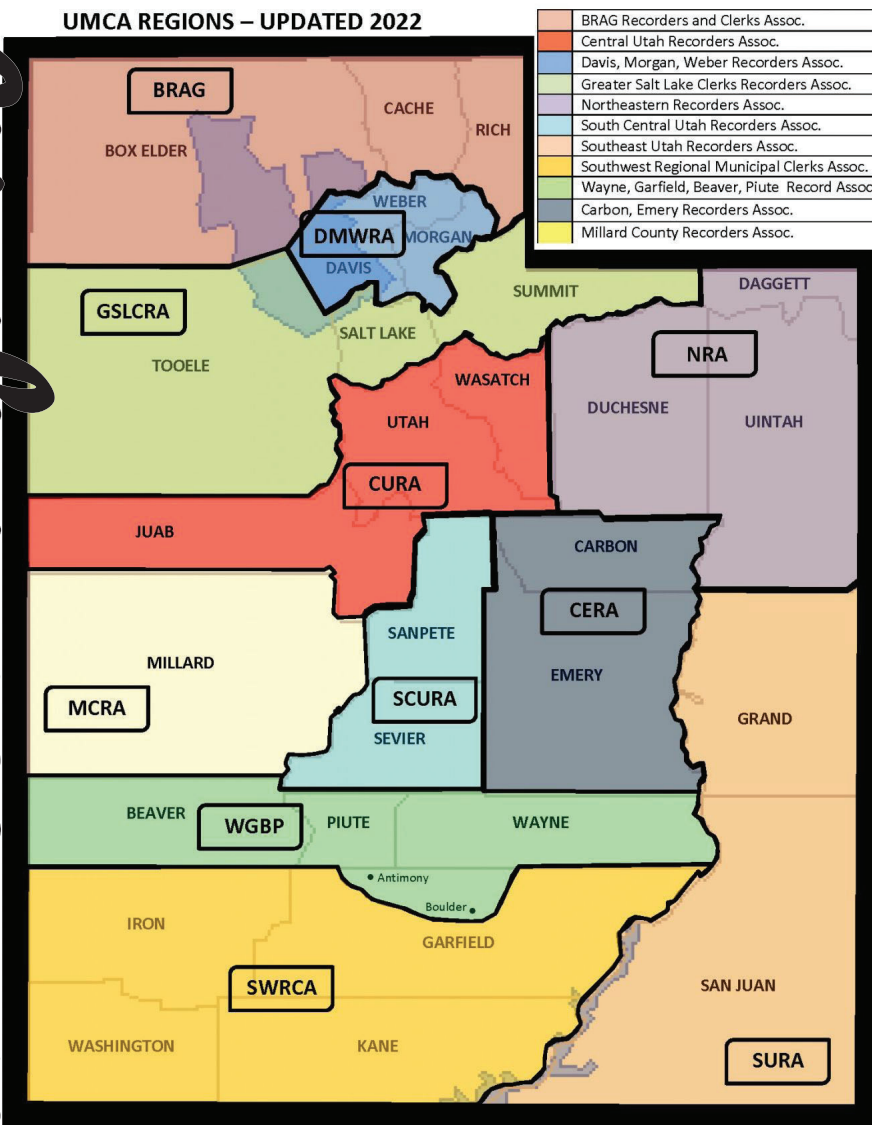 UMCA REGIONS – UPDATED 2022
BRAG Recorders and Clerks Assoc.
Central Utah Recorders Assoc.
Davis, Morgan, Weber Recorders Assoc.
Greater Salt Lake Clerks Recorders Assoc.
Northeastern Recorders Assoc.
South Central Utah Recorders Assoc.
Southeast Utah Recorders Assoc.
Southwest Regional Municipal Clerks Assoc.
Wayne, Garfield, Beaver, Piute Record Assoc
Carbon, Emery Recorders Assoc.
Millard County Recorders Assoc.
BRAG
CACHE
RICH
BOX ELDER
WEBER
DMWRA
MORGAN
DAVIS
GSLCRA
SUMMIT
DAGGETT
SALT LAKE
TOOELE
NRA
WASATCH
DUCHESNE
UTAH
UINTAH
CURA
JUAB
CARBON
CERA
SANPETE
MILLARD
EMERY
MCRA
SCURA
SEVIER
GRAND
BEAVER
WGBP
PIUTE
WAYNE
Antimony
Boulder
IRON
GARFIELD
SWRCA
SAN JUAN
WASHINGTON
KANE
SURA